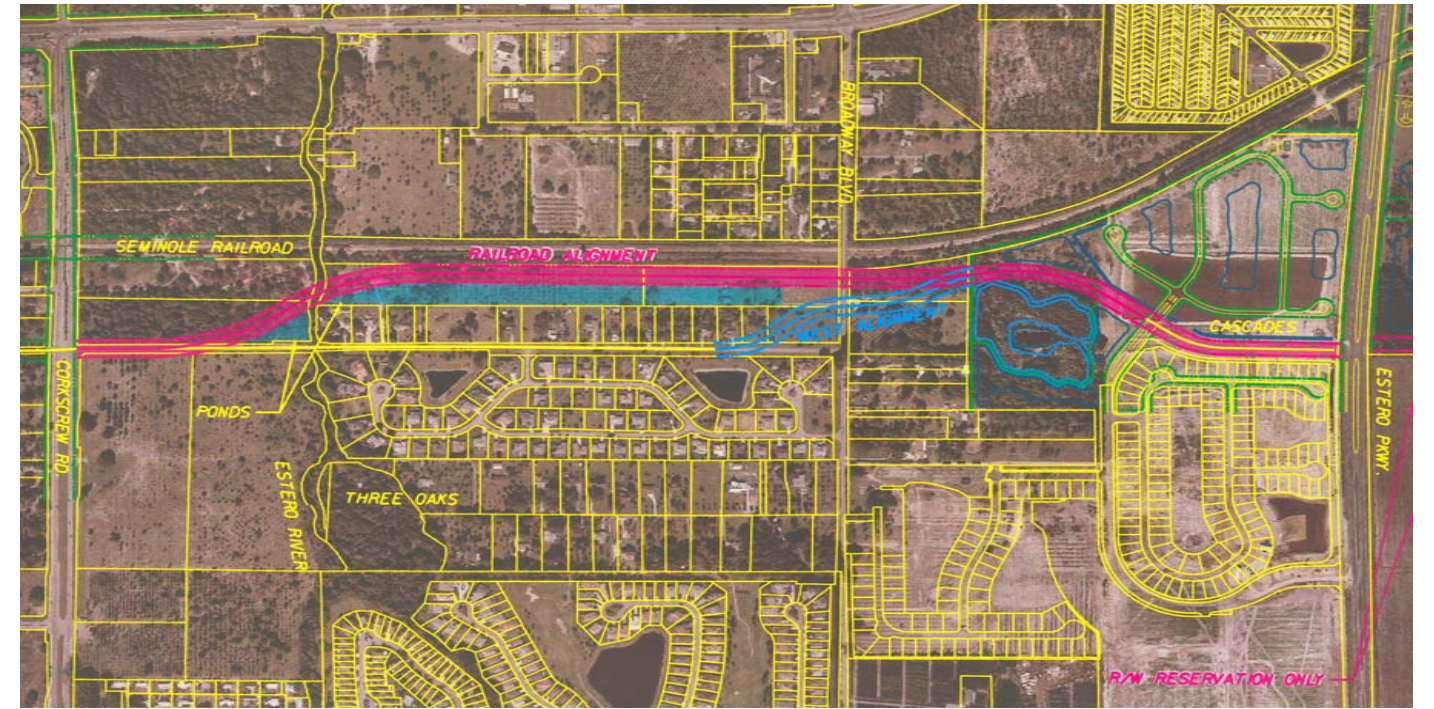 BROADWAY BLVD.
SEMINOLE RAILROAD
RAILROAD ALIGNMENT
WEST ALIGNMENT
CASCADES
CORKSCREW RD.
PONDS
ESTERO RIVER
THREE OAKS
ESTERO PKWY.
R/W RESERVATION ONLY